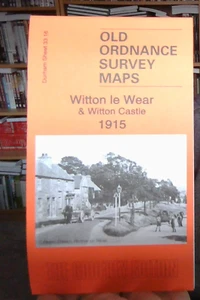 OLD
ORDNANCE
SURVEY
MAPS
Witton le Wear
& Witton Castle
1915